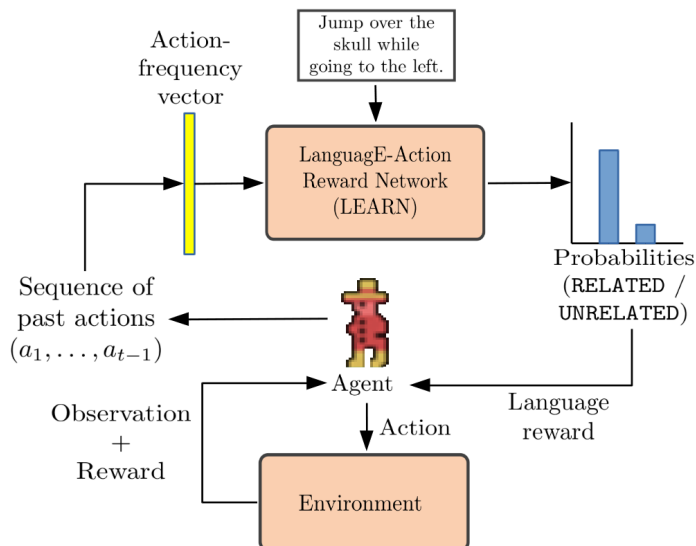 Jump over the
skull while
going to the left.
Action-
frequency
vector
LanguagE-Action
Reward Network
(LEARN)
Probabilities
(RELATED /
UNRELATED)
Sequence of
past actions
(a₁, . . . , aₜ₋₁)
Agent
Language
reward
Observation
+
Reward
Action
Environment